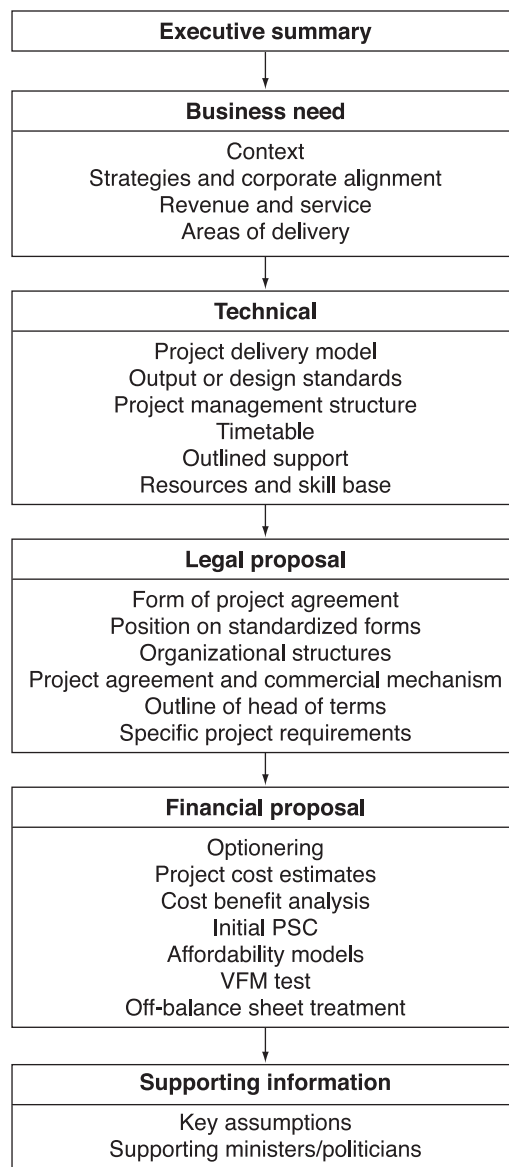 Executive summary
Business need
Context
Strategies and corporate alignment
Revenue and service
Areas of delivery
Technical
Project delivery model
Output or design standards
Project management structure
Timetable
Outlined support
Resources and skill base
Legal proposal
Form of project agreement
Position on standardized forms
Organizational structures
Project agreement and commercial mechanism
Outline of head of terms
Specific project requirements
Financial proposal
Optionering
Project cost estimates
Cost benefit analysis
Initial PSC
Affordability models
VFM test
Off-balance sheet treatment
Supporting information
Key assumptions
Supporting ministers/politicians